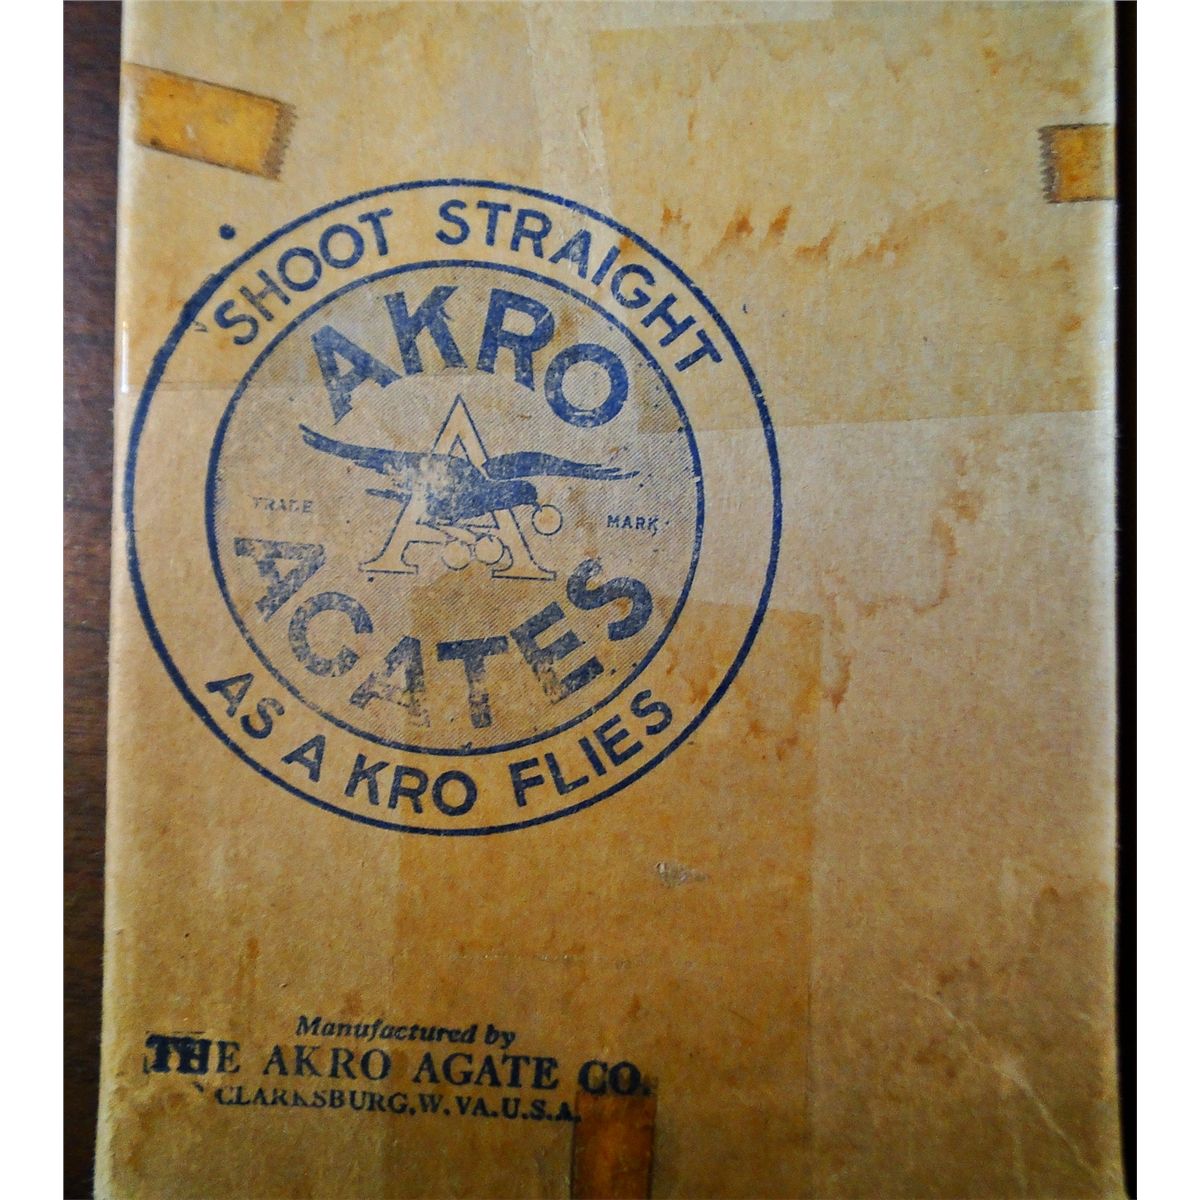 SHOOT STRAIGHT
AKRO
A
TRADE MARK
AGATES
AS A KRO FLIES
Manufactured by
THE AKRO AGATE CO.
CLARKSBURG, W. VA. U.S.A.